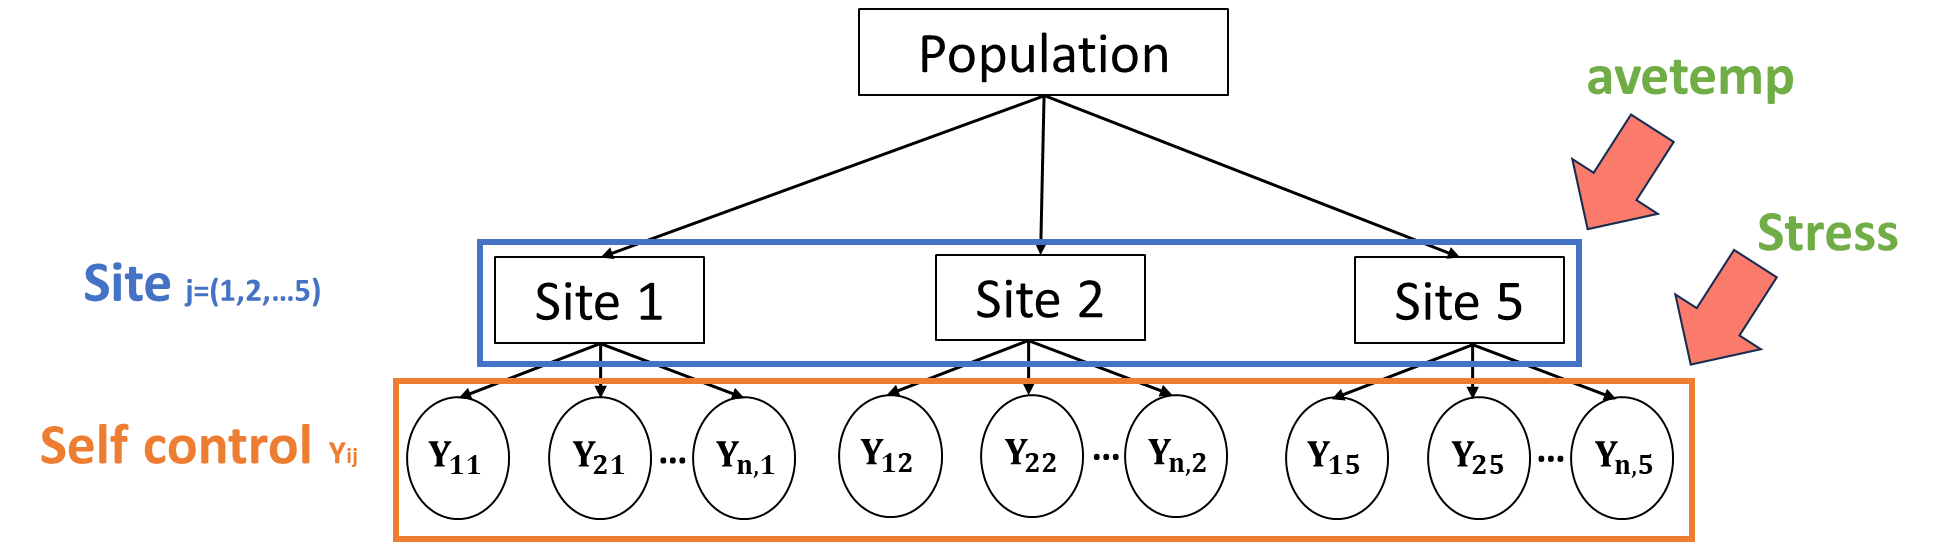 Population
avetemp
Stress
Site j=(1,2,...5)
Site 1 Site 2 Site 5
Self control Yij
Y11 Y21 ... Yn,1 Y12 Y22 ... Yn,2 Y15 Y25 ... Yn,5